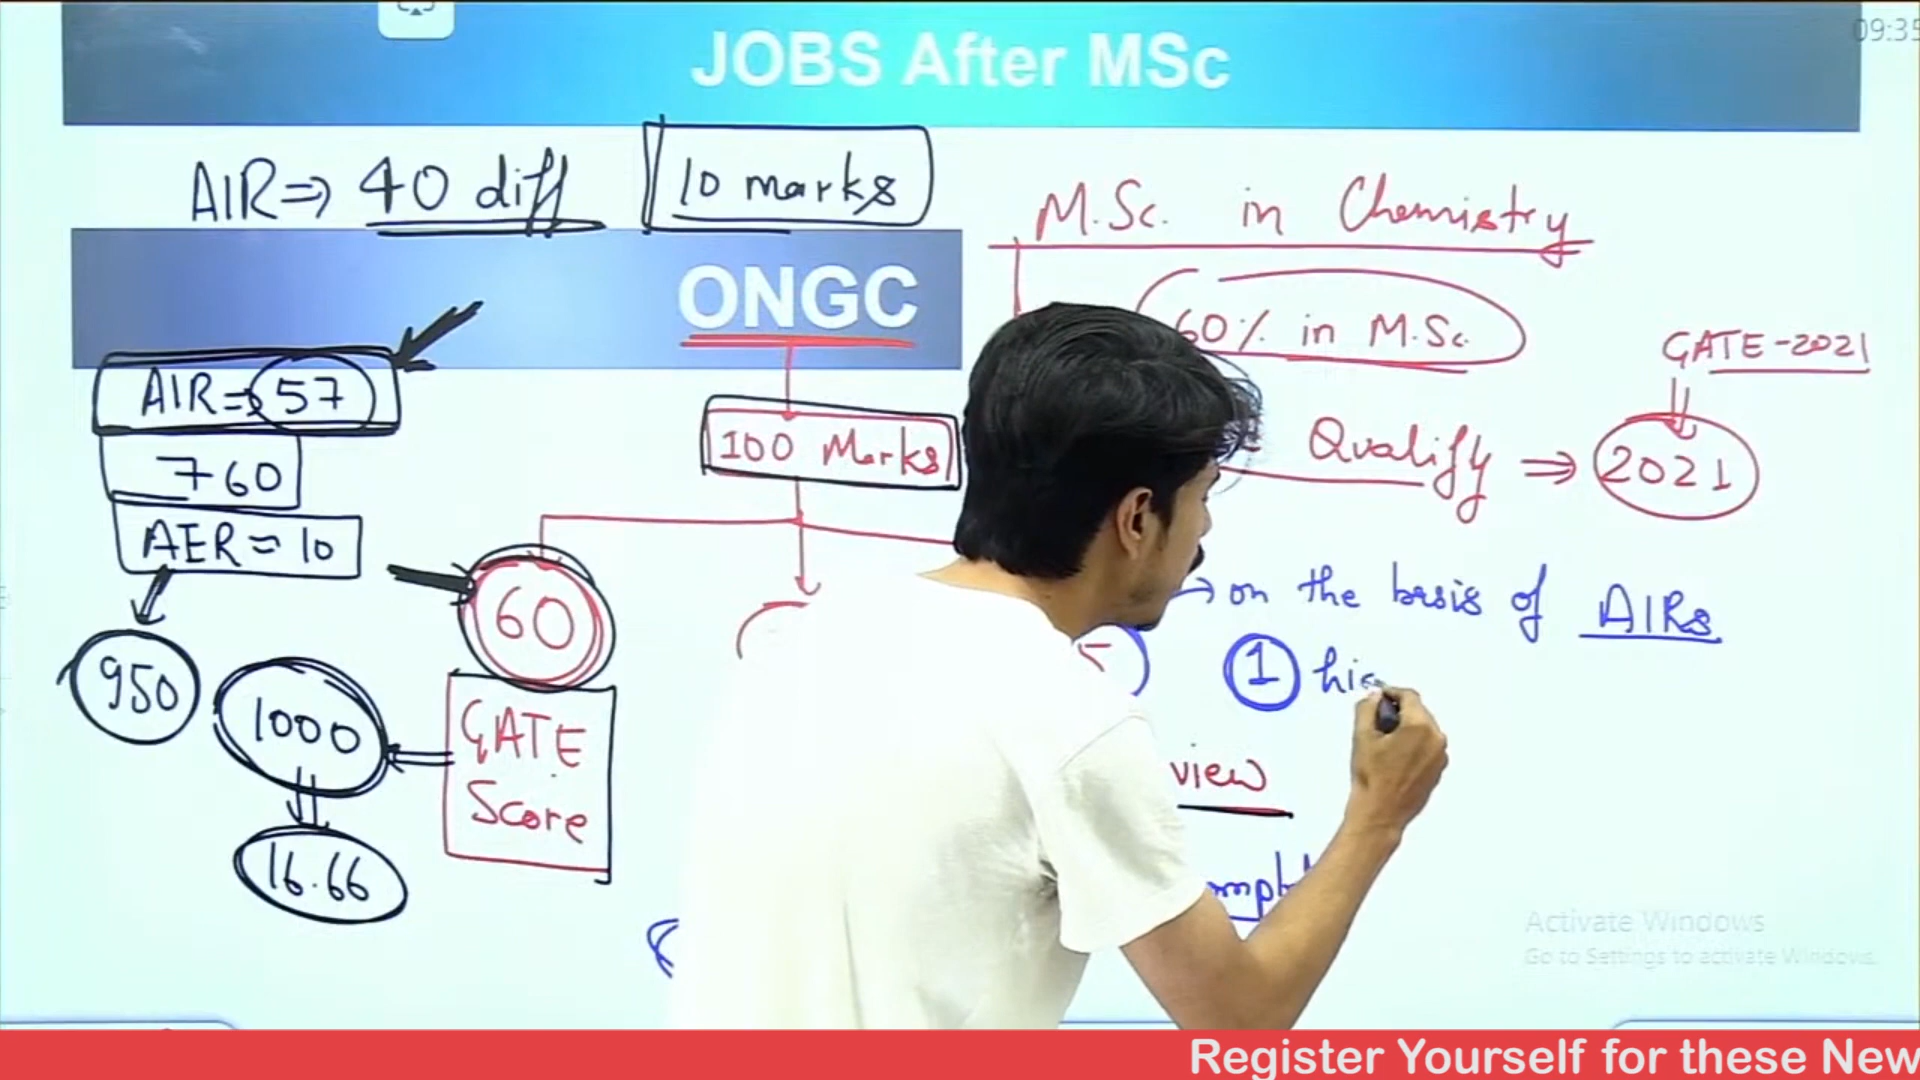 09:35
JOBS After MSc
AIR⇒ 40 diff
10 marks
M.Sc. in Chemistry
ONGC
60% in M.Sc.
GATE-2021
AIR⇒57
100 Marks
Qualify ⇒ 2021
760
AER = 10
60
→ on the basis of AIRs
950
1000
GATE
Score
1
view
16.66
Activate Windows
Go to Settings to activate Windows.
Register Yourself for these New